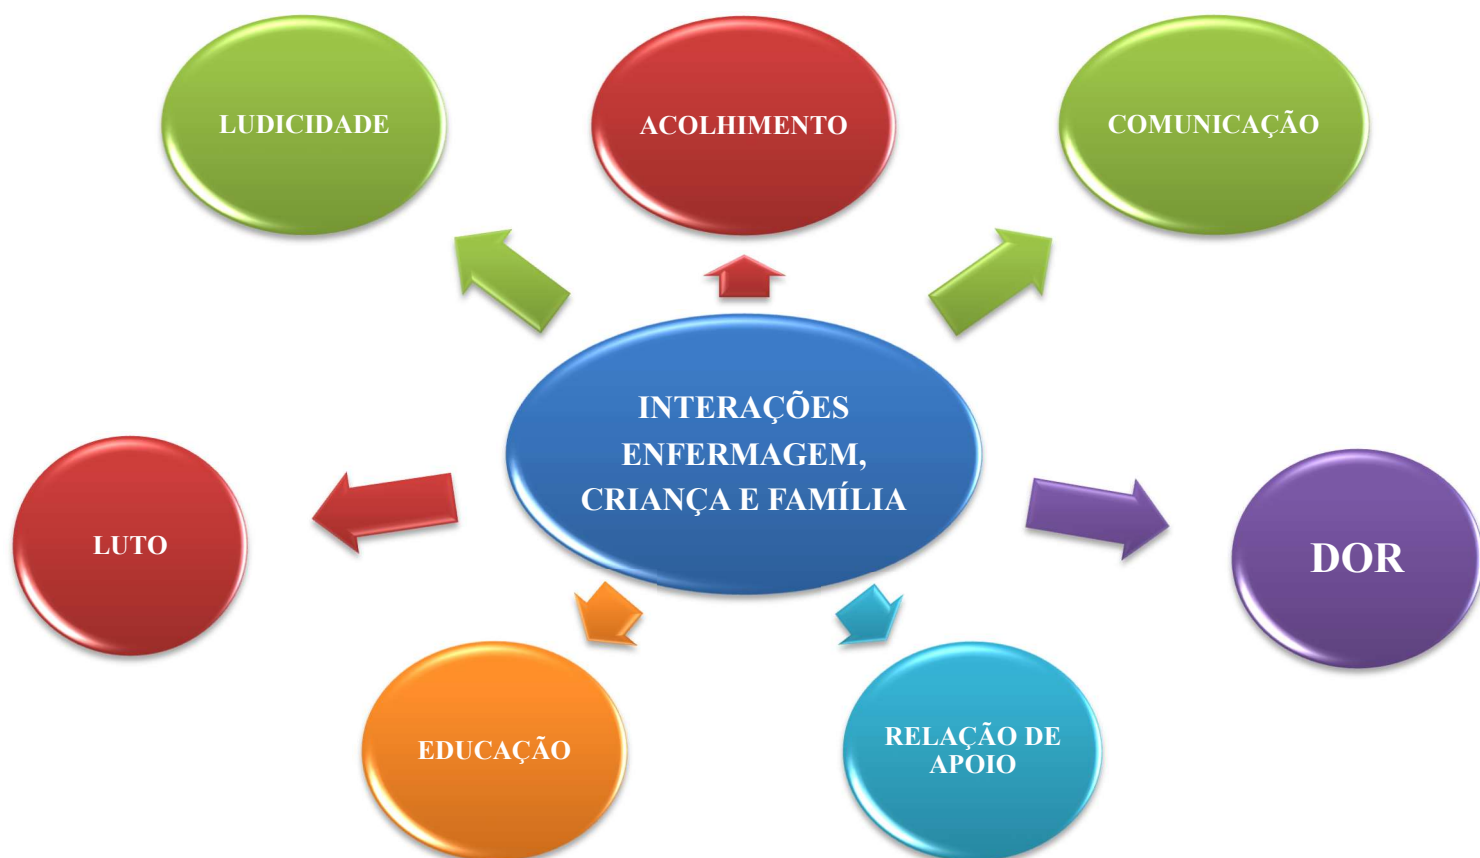 LUDICIDADE
ACOLHIMENTO
COMUNICAÇÃO
INTERAÇÕES
ENFERMAGEM,
CRIANÇA E FAMÍLIA
LUTO
DOR
EDUCAÇÃO
RELAÇÃO DE
APOIO